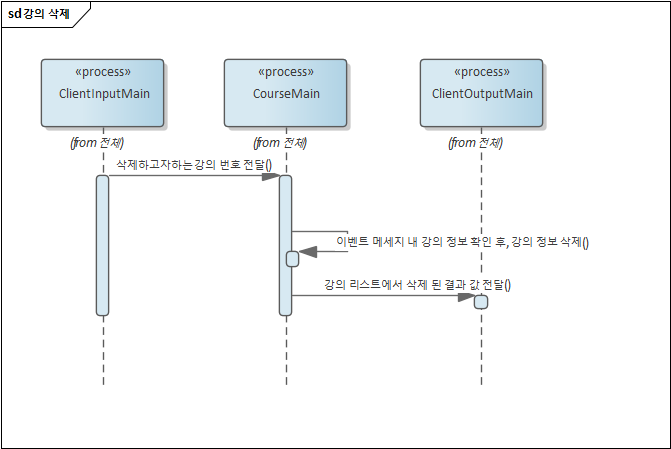 sd 강의 삭제
«process»
ClientInputMain
«process»
CourseMain
«process»
ClientOutputMain
(from 전체)
(from 전체)
(from 전체)
삭제하고자하는 강의 번호 전달()
이벤트 메세지 내 강의 정보 확인 후, 강의 정보 삭제()
강의 리스트에서 삭제 된 결과 값 전달()